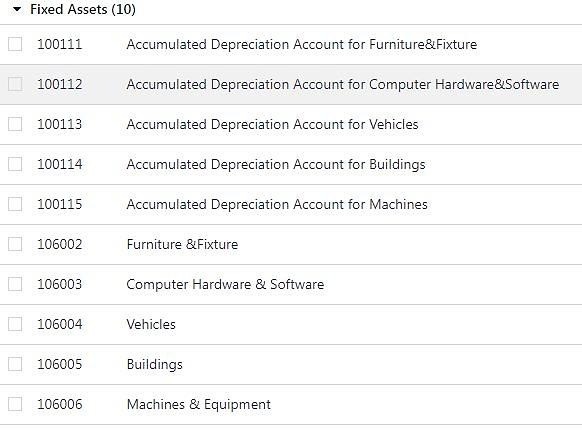 Fixed Assets (10)
100111 Accumulated Depreciation Account for Furniture&Fixture
100112 Accumulated Depreciation Account for Computer Hardware&Software
100113 Accumulated Depreciation Account for Vehicles
100114 Accumulated Depreciation Account for Buildings
100115 Accumulated Depreciation Account for Machines
106002 Furniture &Fixture
106003 Computer Hardware & Software
106004 Vehicles
106005 Buildings
106006 Machines & Equipment